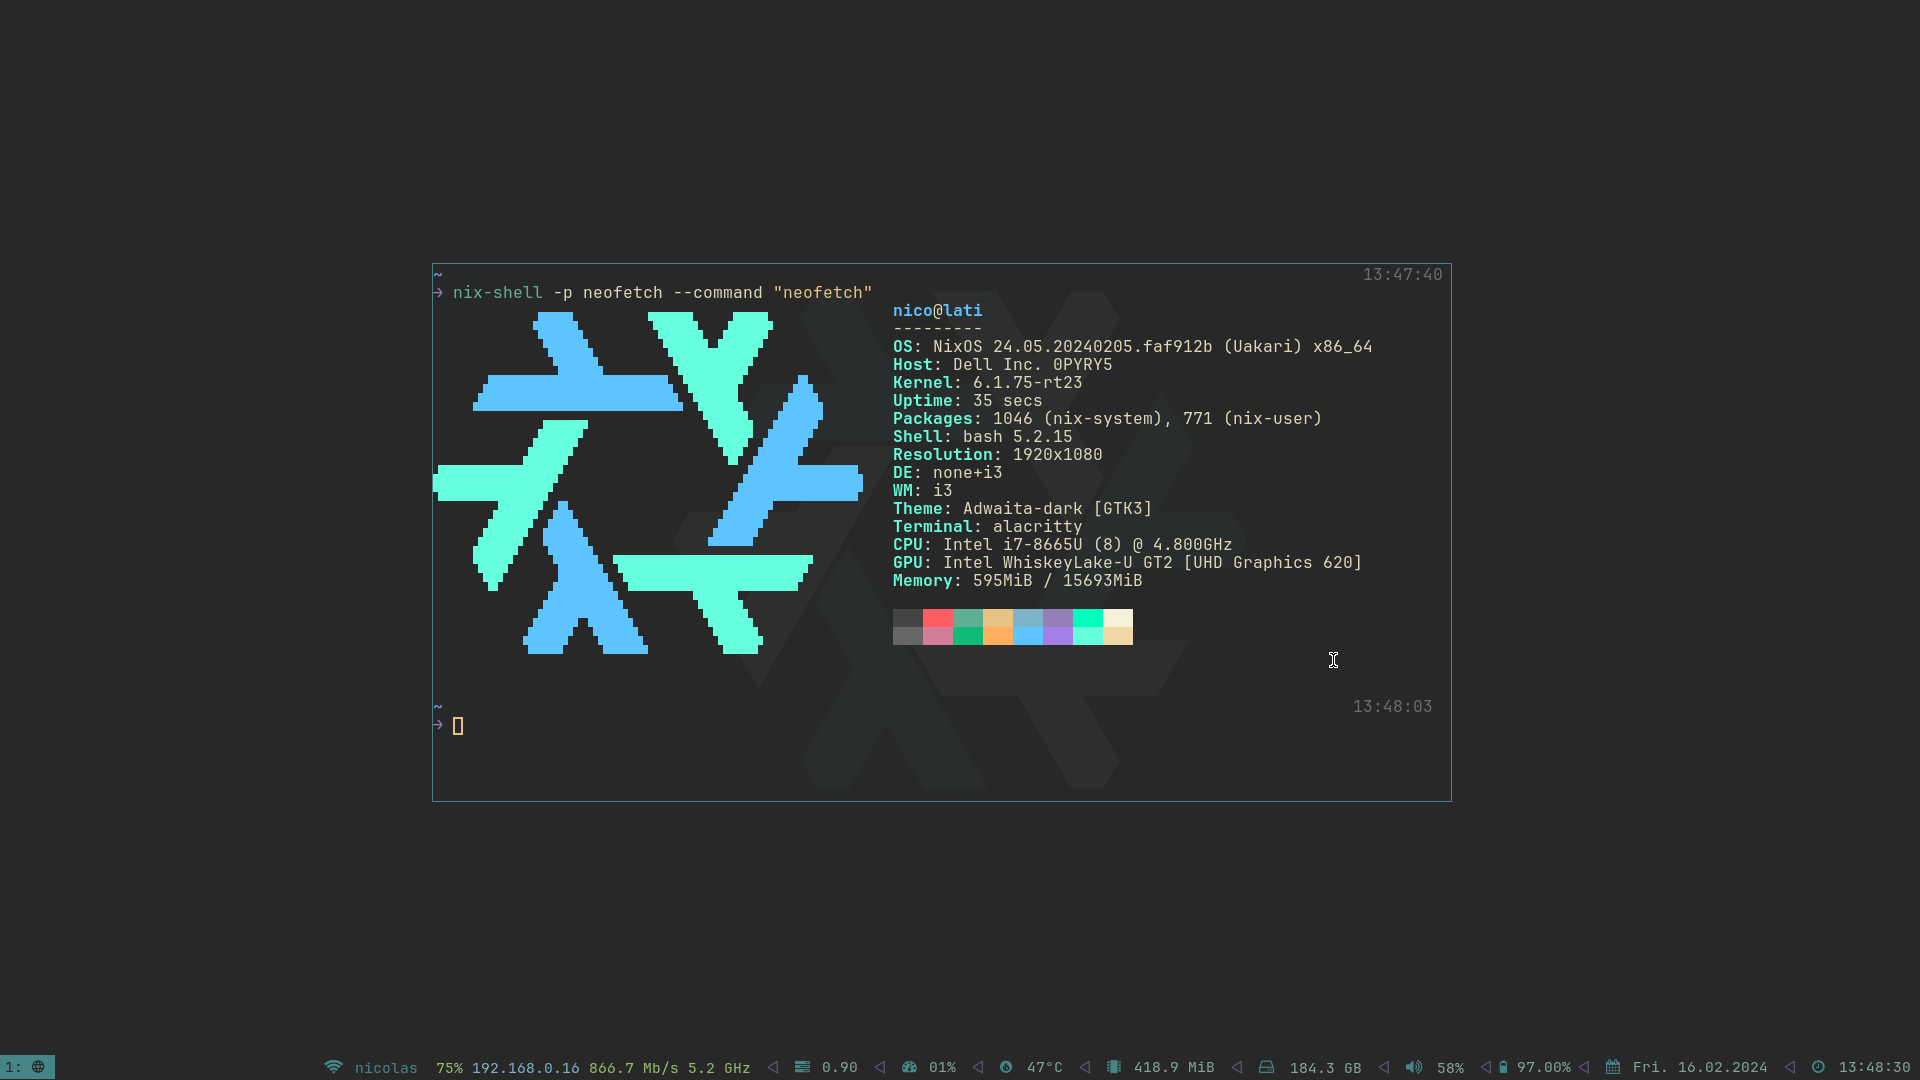 ~ 13:47:40
→ nix-shell -p neofetch --command "neofetch"
nico@lati
---------
OS: NixOS 24.05.20240205.faf912b (Uakari) x86_64
Host: Dell Inc. 0PYRY5
Kernel: 6.1.75-rt23
Uptime: 35 secs
Packages: 1046 (nix-system), 771 (nix-user)
Shell: bash 5.2.15
Resolution: 1920x1080
DE: none+i3
WM: i3
Theme: Adwaita-dark [GTK3]
Terminal: alacritty
CPU: Intel i7-8665U (8) @ 4.800GHz
GPU: Intel WhiskeyLake-U GT2 [UHD Graphics 620]
Memory: 595MiB / 15693MiB
~ 13:48:03
→
1: nicolas 75% 192.168.0.16 866.7 Mb/s 5.2 GHz 0.90 01% 47°C 418.9 MiB 184.3 GB 58% 97.00% Fri. 16.02.2024 13:48:30